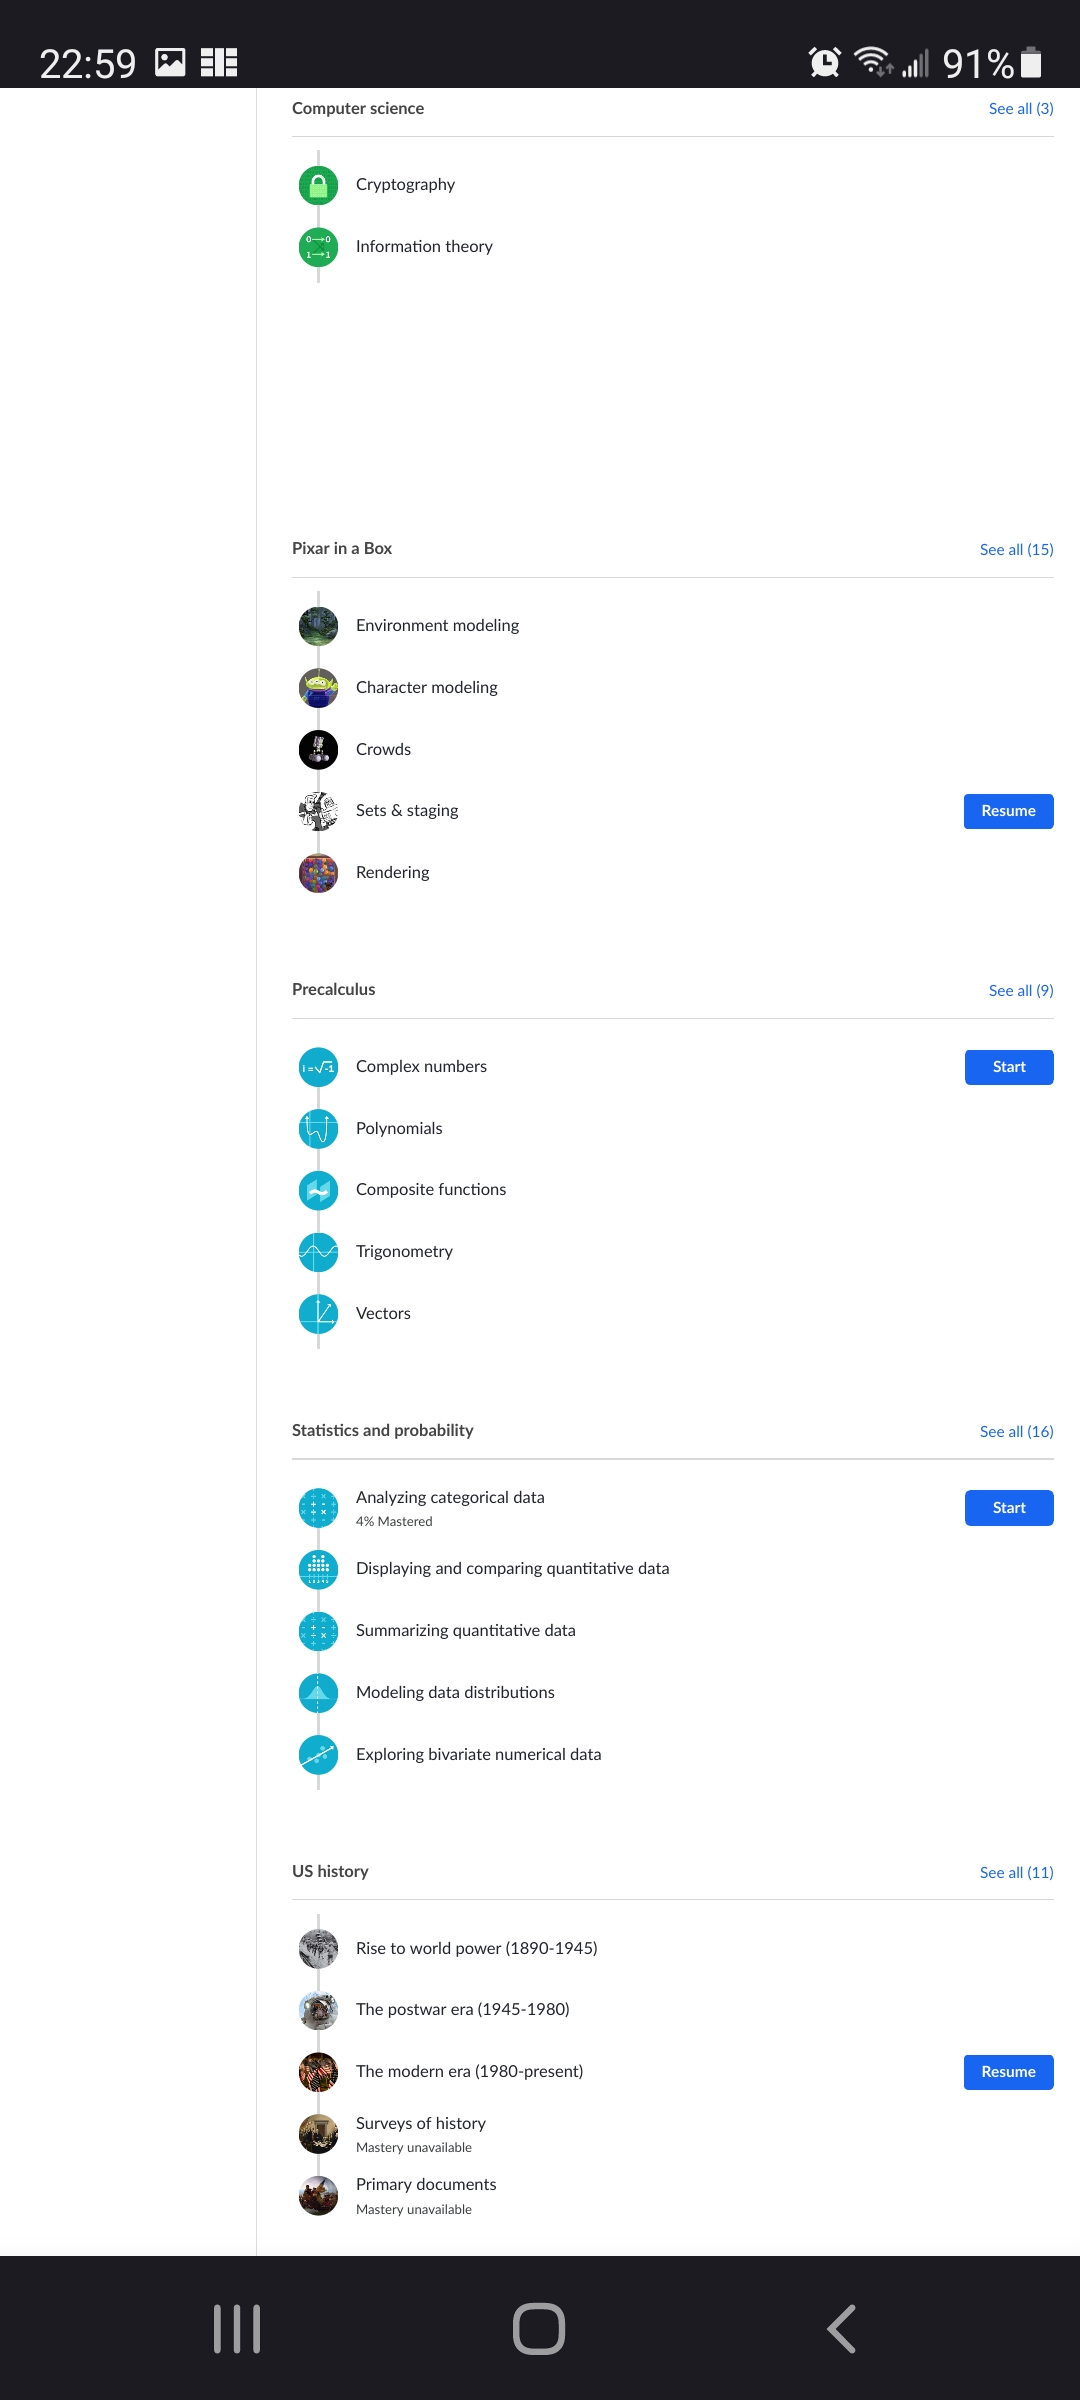 22:59
91%
Computer science
See all (3)
Cryptography
Information theory
Pixar in a Box
See all (15)
Environment modeling
Character modeling
Crowds
Sets & staging
Resume
Rendering
Precalculus
See all (9)
i=√-1
Complex numbers
Start
Polynomials
Composite functions
Trigonometry
Vectors
Statistics and probability
See all (16)
Analyzing categorical data
4% Mastered
Start
Displaying and comparing quantitative data
Summarizing quantitative data
Modeling data distributions
Exploring bivariate numerical data
US history
See all (11)
Rise to world power (1890-1945)
The postwar era (1945-1980)
The modern era (1980-present)
Resume
Surveys of history
Mastery unavailable
Primary documents
Mastery unavailable